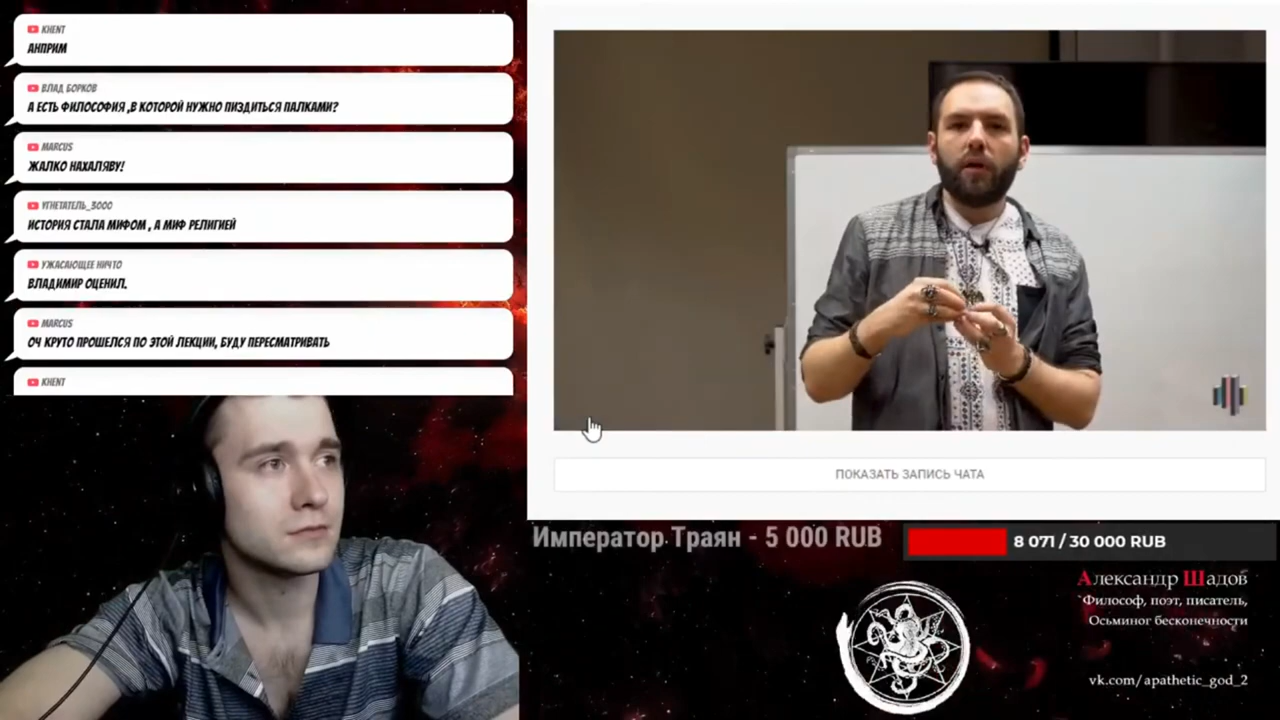 KHENT
АНПРИМ
ВЛАД БОРКОВ
А ЕСТЬ ФИЛОСОФИЯ ,В КОТОРОЙ НУЖНО ПИЗДИТЬСЯ ПАЛКАМИ?
MARCUS
ЖАЛКО НАХАЛЯВУ!
УГНЕТАТЕЛЬ_3000
ИСТОРИЯ СТАЛА МИФОМ , А МИФ РЕЛИГИЕЙ
УЖАСАЮЩЕЕ НИЧТО
ВЛАДИМИР ОЦЕНИЛ.
MARCUS
ОЧ КРУТО ПРОШЕЛСЯ ПО ЭТОЙ ЛЕКЦИИ, БУДУ ПЕРЕСМАТРИВАТЬ
KHENT
ПОКАЗАТЬ ЗАПИСЬ ЧАТА
Император Траян - 5 000 RUB
8 071 / 30 000 RUB
Александр Шадов
Философ, поэт, писатель,
Осьминог бесконечности
vk.com/apathetic_god_2